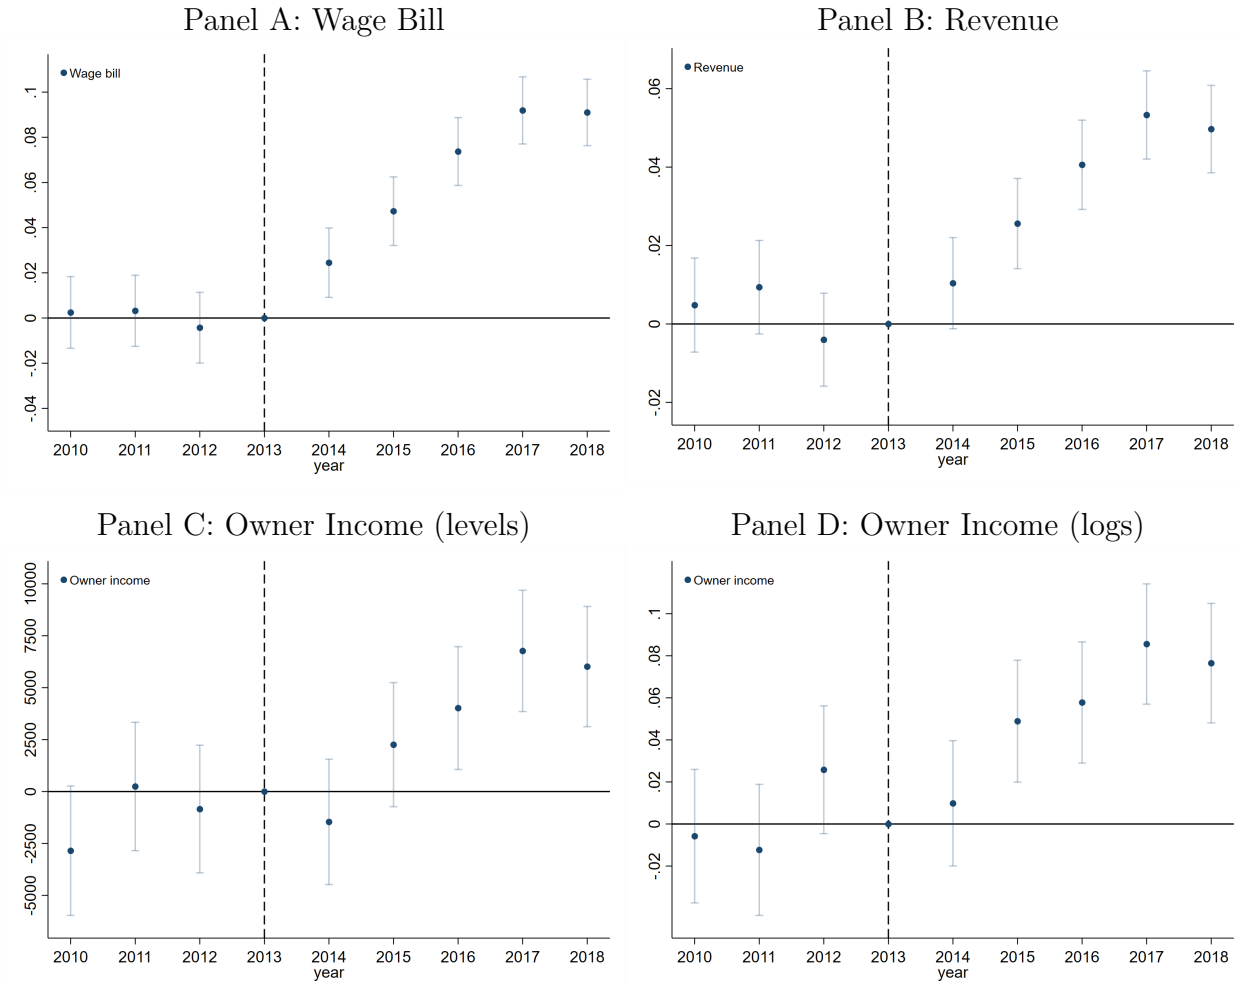 Panel A: Wage Bill
Wage bill
.1
.08
.06
.04
.02
0
-.02
-.04
2010 2011 2012 2013 2014 2015 2016 2017 2018
year
Panel B: Revenue
Revenue
.06
.04
.02
0
-.02
2010 2011 2012 2013 2014 2015 2016 2017 2018
year
Panel C: Owner Income (levels)
Owner income
10000
7500
5000
2500
0
-2500
-5000
2010 2011 2012 2013 2014 2015 2016 2017 2018
year
Panel D: Owner Income (logs)
Owner income
.1
.08
.06
.04
.02
0
-.02
2010 2011 2012 2013 2014 2015 2016 2017 2018
year